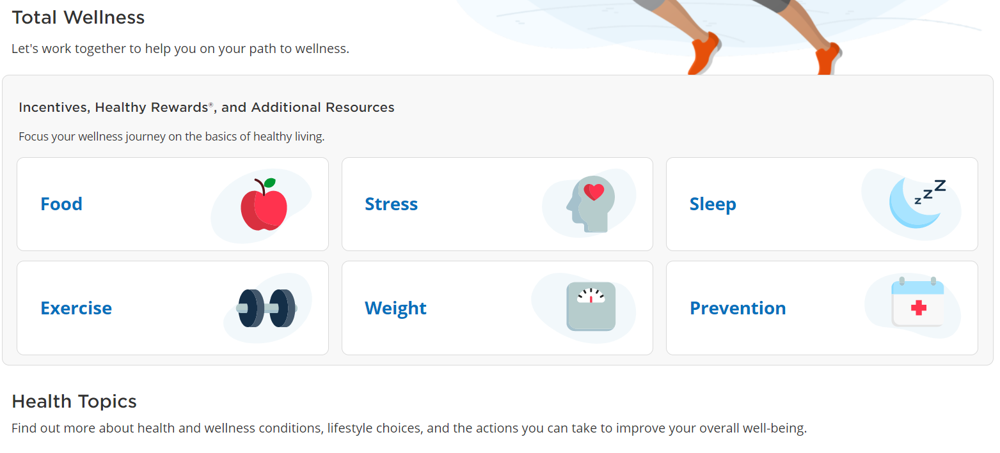 Total Wellness
Let's work together to help you on your path to wellness.
Incentives, Healthy Rewards®, and Additional Resources
Focus your wellness journey on the basics of healthy living.
Food
Stress
Sleep
z z z
Exercise
Weight
Prevention
Health Topics
Find out more about health and wellness conditions, lifestyle choices, and the actions you can take to improve your overall well-being.